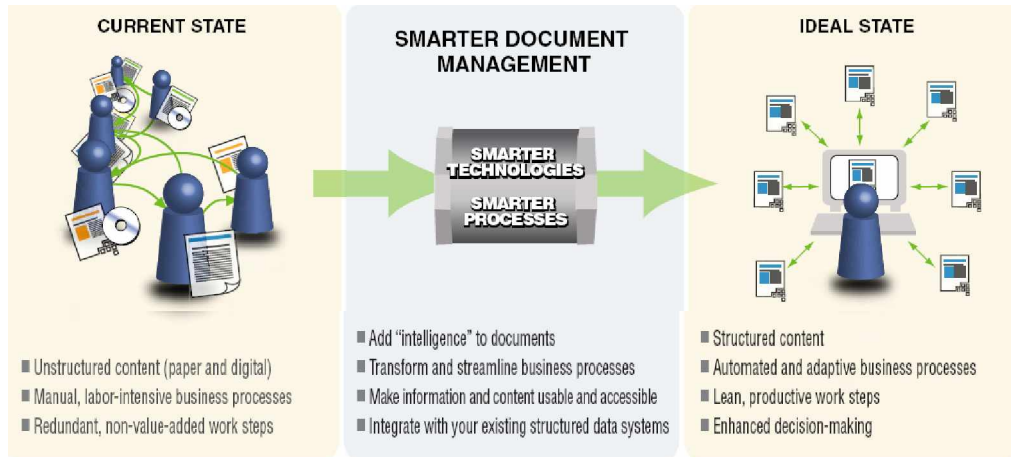 CURRENT STATE
Unstructured content (paper and digital)
Manual, labor-intensive business processes
Redundant, non-value-added work steps
SMARTER DOCUMENT
MANAGEMENT
SMARTER
TECHNOLOGIES
SMARTER
PROCESSES
Add “intelligence” to documents
Transform and streamline business processes
Make information and content usable and accessible
Integrate with your existing structured data systems
IDEAL STATE
Structured content
Automated and adaptive business processes
Lean, productive work steps
Enhanced decision-making